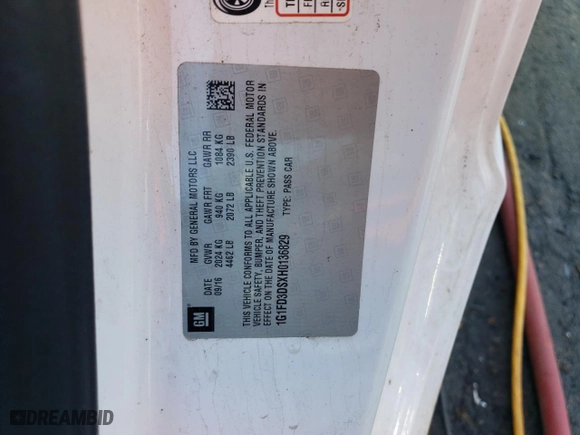 MFD BY GENERAL MOTORS LLC
DATE GVWR GAWR FRT GAWR RR
09/16 2024 KG 940 KG 1084 KG
4462 LB 2072 LB 2390 LB
THIS VEHICLE CONFORMS TO ALL APPLICABLE U.S. FEDERAL MOTOR
VEHICLE SAFETY, BUMPER, AND THEFT PREVENTION STANDARDS IN
EFFECT ON THE DATE OF MANUFACTURE SHOWN ABOVE.
1G1FD3DSXH0136829 TYPE: PASS CAR
GM
DREAMBID